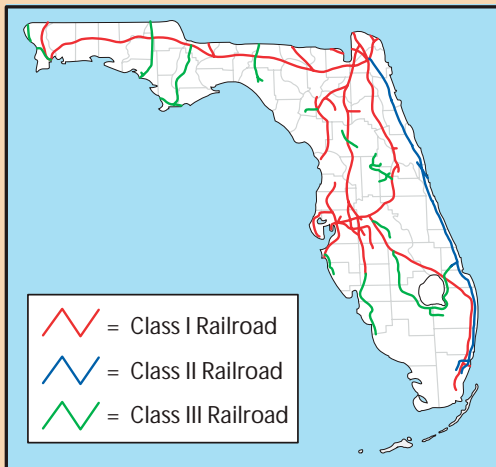 = Class I Railroad
= Class II Railroad
= Class III Railroad